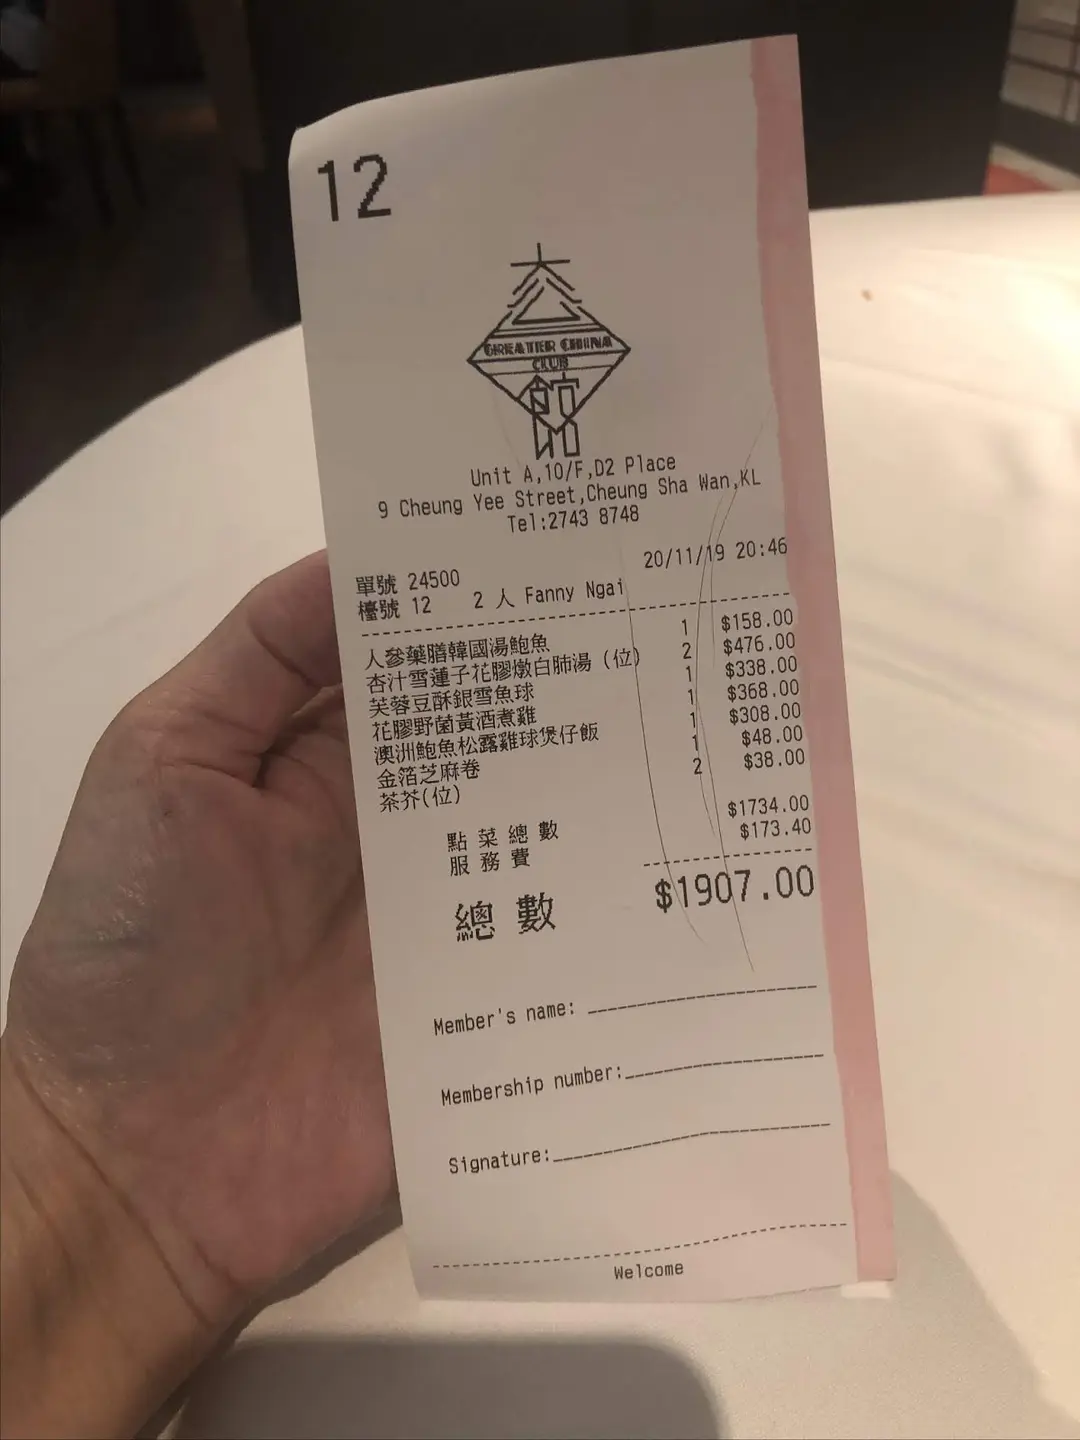 12
大
GREATER CHINA
CLUB
館
Unit A,10/F,D2 Place
9 Cheung Yee Street,Cheung Sha Wan,KL
Tel:2743 8748
單號 24500 20/11/19 20:46
檯號 12 2 人 Fanny Ngai
人參藥膳韓國湯鮑魚 1 $158.00
杏汁雪蓮子花膠燉白肺湯(位) 2 $476.00
芙蓉豆酥銀雪魚球 1 $338.00
花膠野菌黃酒煮雞 1 $368.00
澳洲鮑魚松露雞球煲仔飯 1 $308.00
金箔芝麻卷 1 $48.00
茶芥(位) 2 $38.00
點菜總數 $1734.00
服務費 $173.40
總數 $1907.00
Member's name:
Membership number:
Signature:
Welcome